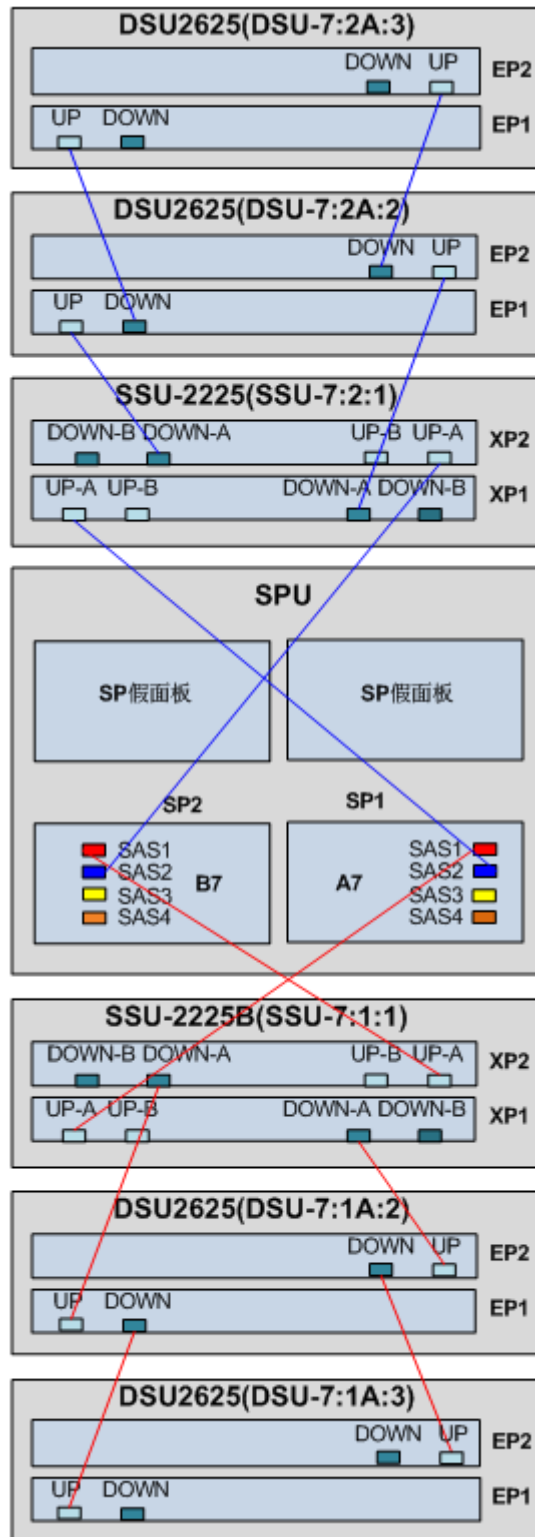 DSU2625(DSU-7:2A:3)
DOWN UP
EP2
UP DOWN
EP1
DSU2625(DSU-7:2A:2)
DOWN UP
EP2
UP DOWN
EP1
SSU-2225(SSU-7:2:1)
DOWN-B DOWN-A UP-B UP-A
XP2
UP-A UP-B DOWN-A DOWN-B
XP1
SPU
SP假面板 SP假面板
SP2 SP1
SAS1 SAS1
SAS2 SAS2
B7 A7
SAS3 SAS3
SAS4 SAS4
SSU-2225B(SSU-7:1:1)
DOWN-B DOWN-A UP-B UP-A
XP2
UP-A UP-B DOWN-A DOWN-B
XP1
DSU2625(DSU-7:1A:2)
DOWN UP
EP2
UP DOWN
EP1
DSU2625(DSU-7:1A:3)
DOWN UP
EP2
UP DOWN
EP1